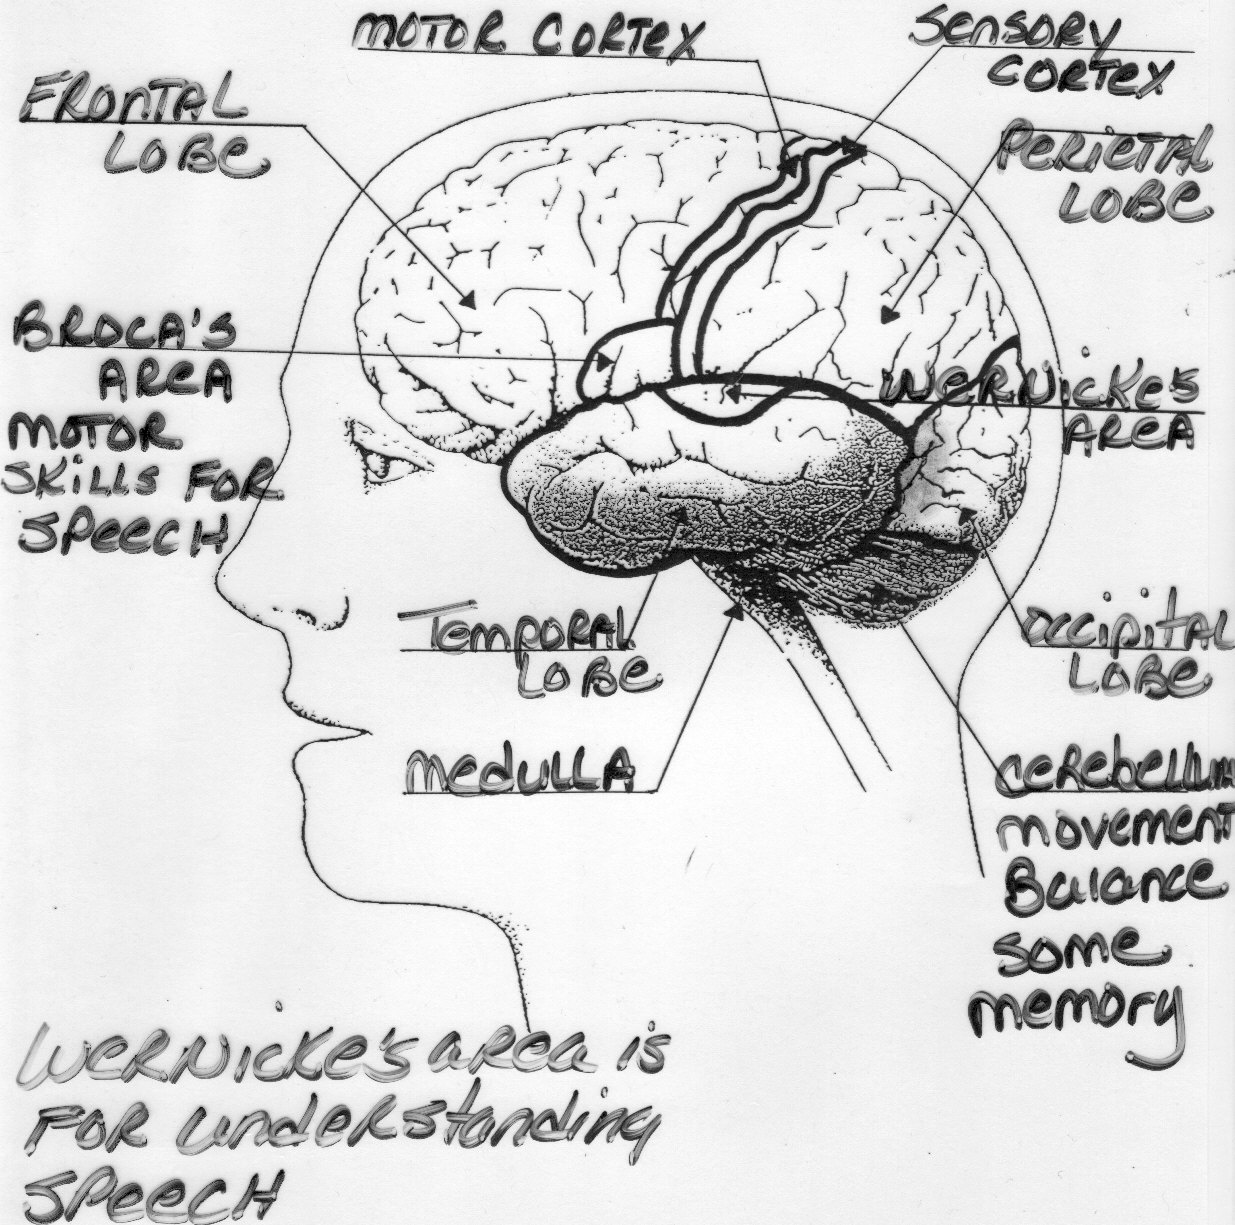 MOTOR CORTEX
SENSORY
CORTEX
FRONTAL
LOBE
PERIETAL
LOBE
BROCA'S
AREA
MOTOR
SKILLS FOR
SPEECH
WERNICKE'S
AREA
TEMPORAL
LOBE
OCCIPITAL
LOBE
MEDULLA
CEREBELLUM
MOVEMENT
BALANCE
SOME
MEMORY
WERNICKE'S AREA IS
FOR UNDERSTANDING
SPEECH